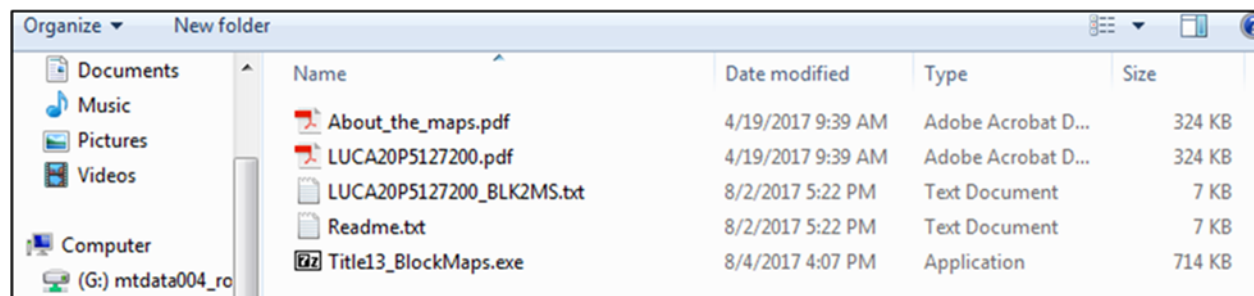 Organize New folder
Documents Name Date modified Type Size
Music
About_the_maps.pdf 4/19/2017 9:39 AM Adobe Acrobat D... 324 KB
Pictures
LUCA20P5127200.pdf 4/19/2017 9:39 AM Adobe Acrobat D... 324 KB
Videos
LUCA20P5127200_BLK2MS.txt 8/2/2017 5:22 PM Text Document 7 KB
Readme.txt 8/2/2017 5:22 PM Text Document 7 KB
Computer
Title13_BlockMaps.exe 8/4/2017 4:07 PM Application 714 KB
(G:) mtdata004_ro